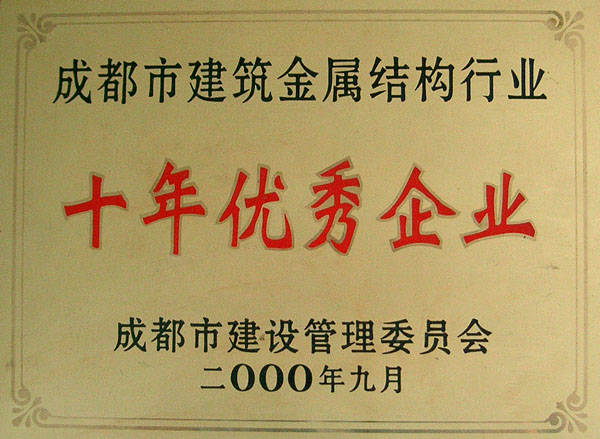 成都市建筑金属结构行业
十年优秀企业
成都市建设管理委员会
二000年九月